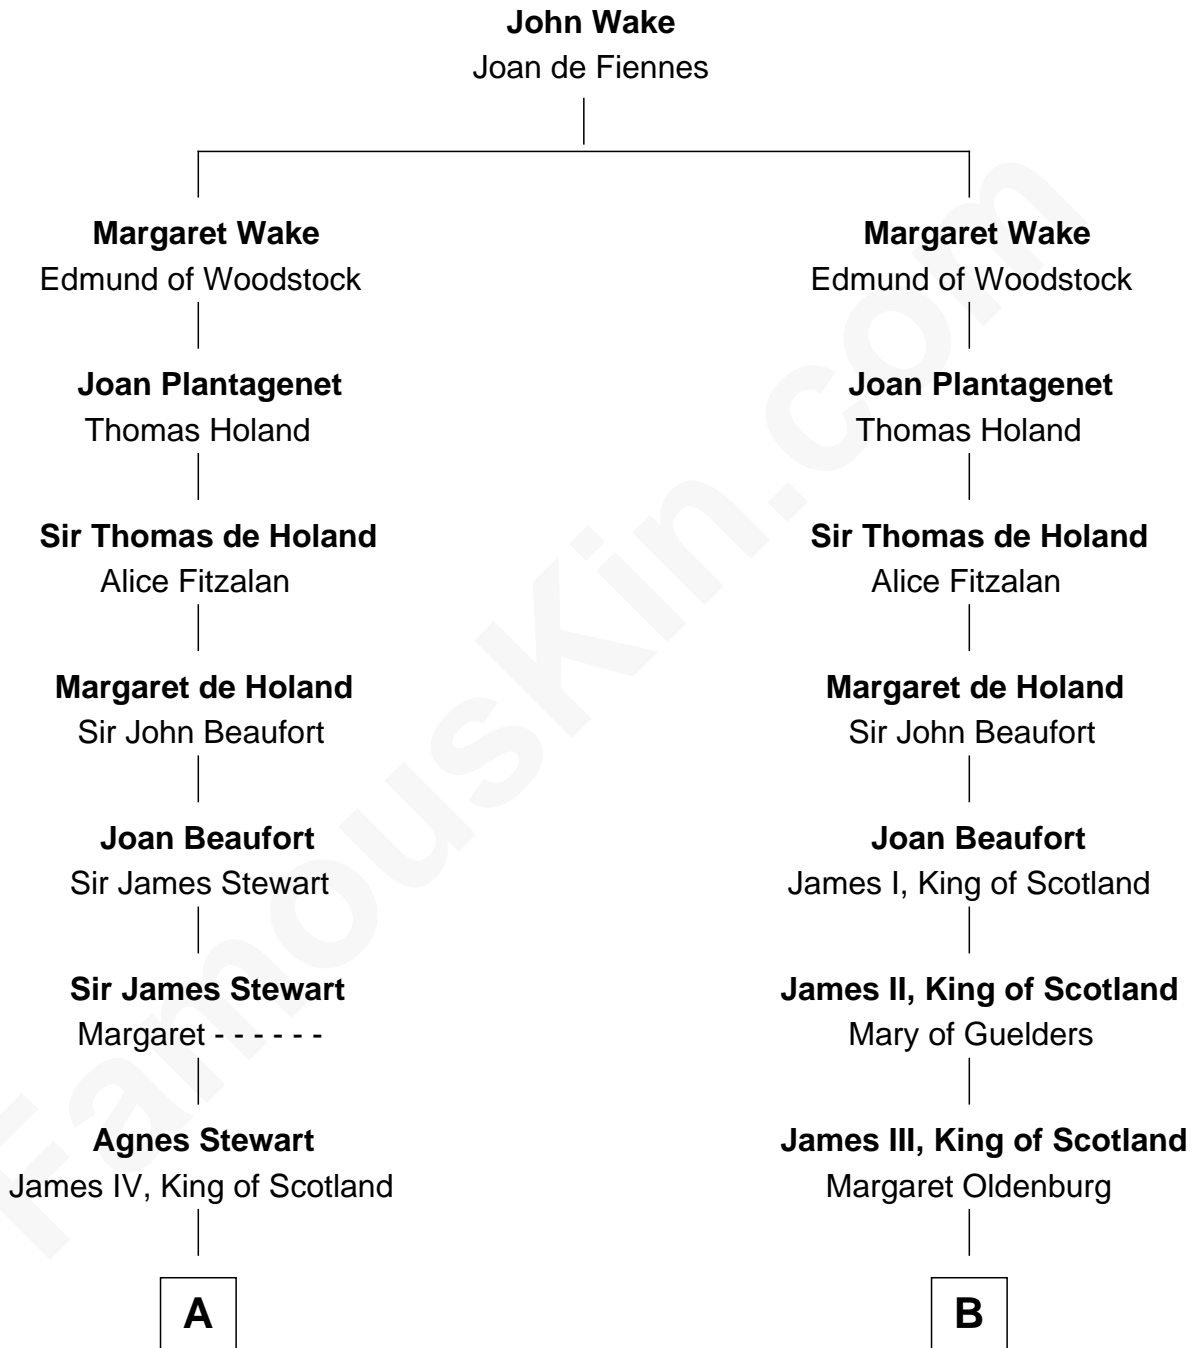 John Wake
Joan de Fiennes
Margaret Wake
Edmund of Woodstock
Margaret Wake
Edmund of Woodstock
Joan Plantagenet
Thomas Holand
Joan Plantagenet
Thomas Holand
Sir Thomas de Holand
Alice Fitzalan
Sir Thomas de Holand
Alice Fitzalan
Margaret de Holand
Sir John Beaufort
Margaret de Holand
Sir John Beaufort
Joan Beaufort
Sir James Stewart
Joan Beaufort
James I, King of Scotland
Sir James Stewart
Margaret - - - - - -
James II, King of Scotland
Mary of Guelders
Agnes Stewart
James IV, King of Scotland
James III, King of Scotland
Margaret Oldenburg
A
B
FamousKin.com